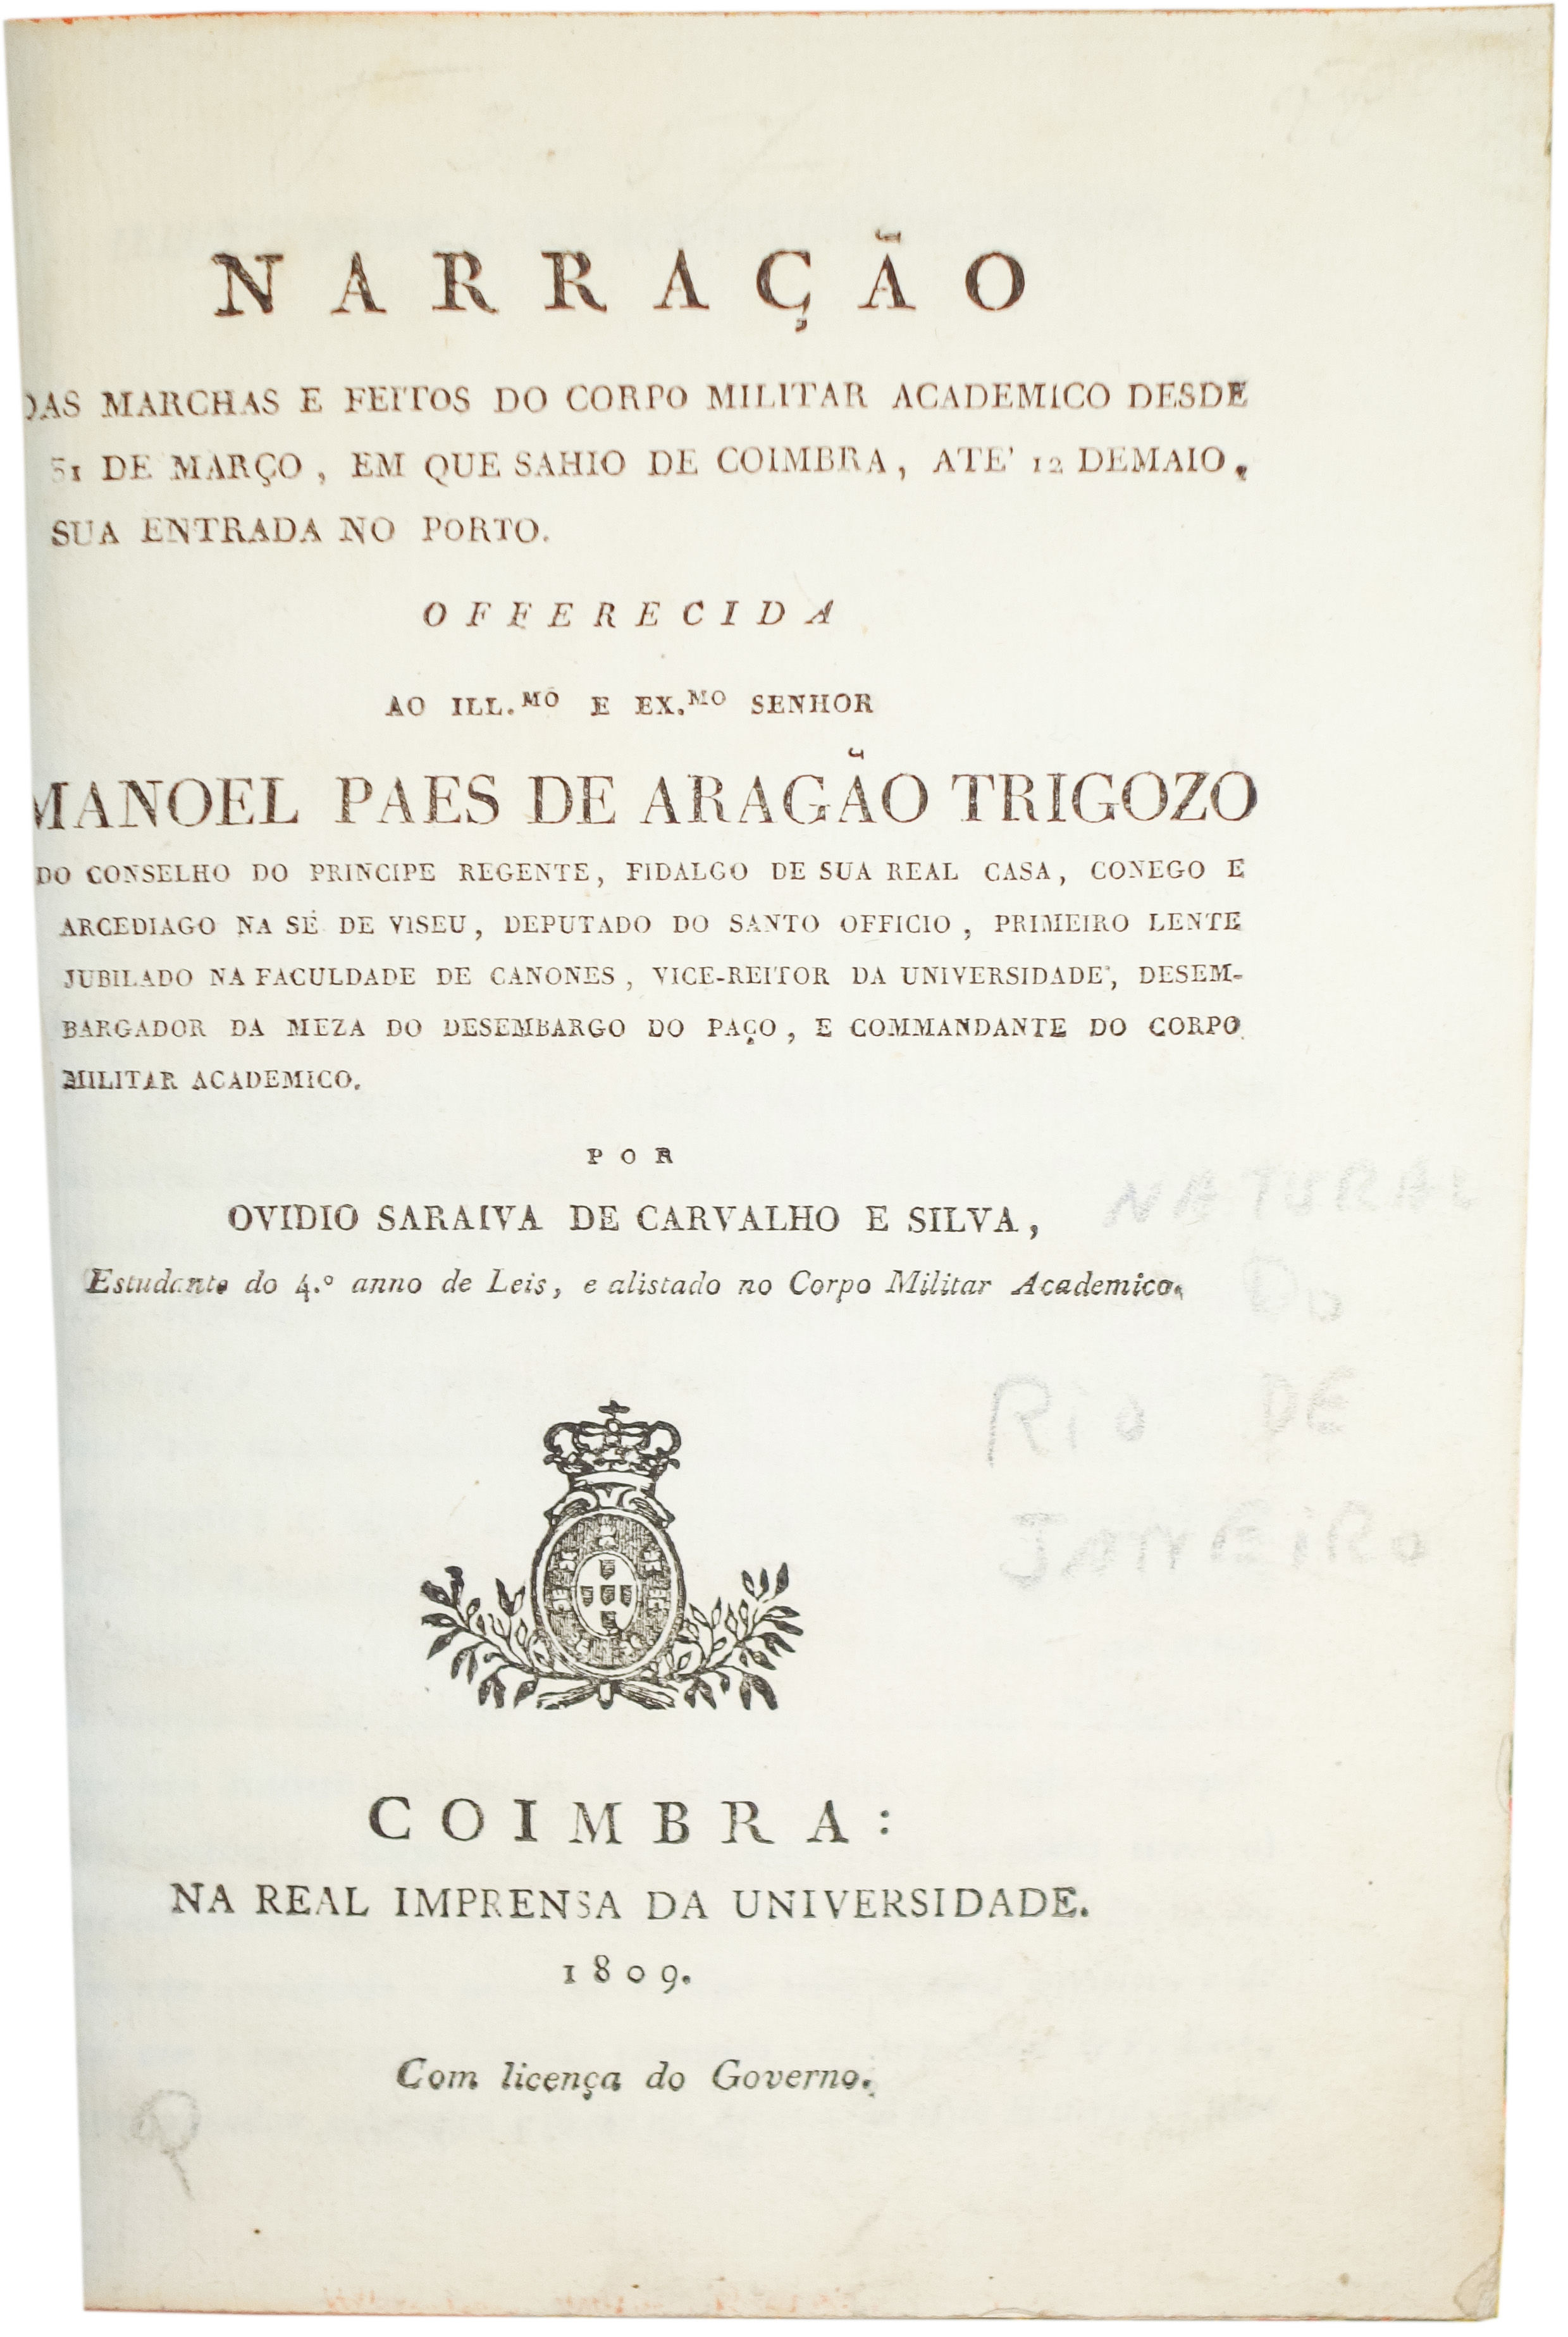 NARRAÇÃO
DAS MARCHAS E FEITOS DO CORPO MILITAR ACADEMICO DESDE
31 DE MARÇO, EM QUE SAHIO DE COIMBRA, ATE' 12 DEMAIO,
SUA ENTRADA NO PORTO.
OFFERECIDA
AO ILL.MO E EX.MO SENHOR
MANOEL PAES DE ARAGÃO TRIGOZO
DO CONSELHO DO PRINCIPE REGENTE, FIDALGO DE SUA REAL CASA, CONEGO E
ARCEDIAGO NA SÉ DE VISEU, DEPUTADO DO SANTO OFFICIO, PRIMEIRO LENTE
JUBILADO NA FACULDADE DE CANONES, VICE-REITOR DA UNIVERSIDADE, DESEM-
BARGADOR DA MEZA DO DESEMBARGO DO PAÇO, E COMMANDANTE DO CORPO
MILITAR ACADEMICO.
POR
OVIDIO SARAIVA DE CARVALHO E SILVA,
Estudante do 4.º anno de Leis, e alistado no Corpo Militar Academico.
NATURAL
DO
RIO DE
JANEIRO
COIMBRA:
NA REAL IMPRENSA DA UNIVERSIDADE.
1809.
Com licença do Governo.